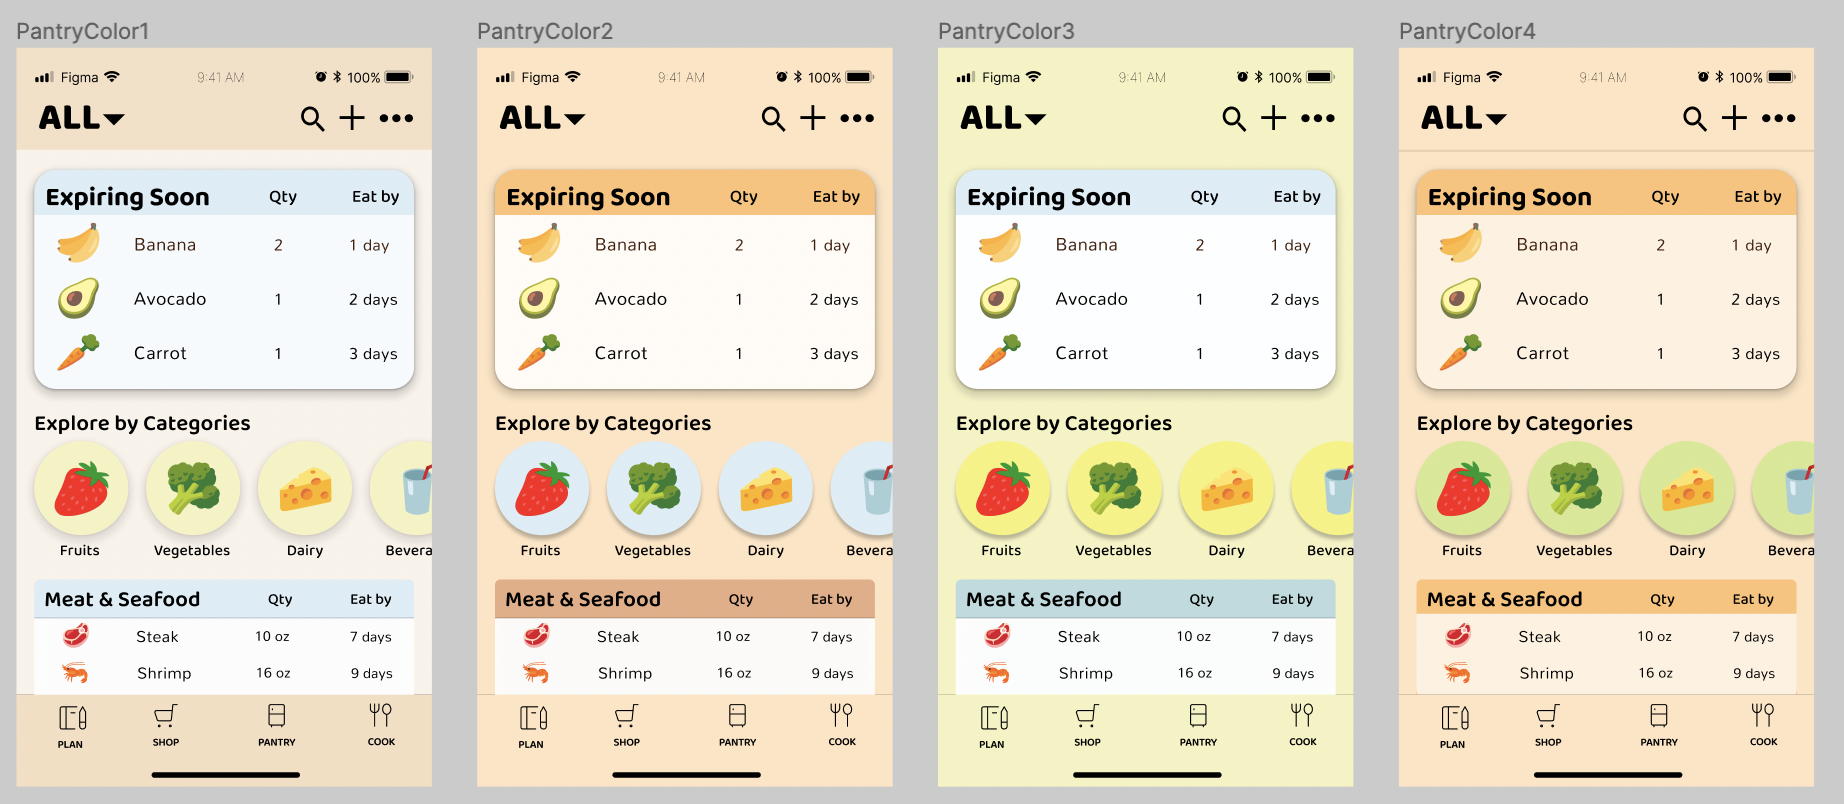 PantryColor1
Figma 9:41 AM 100%
ALL
Expiring Soon Qty Eat by
Banana 2 1 day
Avocado 1 2 days
Carrot 1 3 days
Explore by Categories
Fruits Vegetables Dairy Bevera
Meat & Seafood Qty Eat by
Steak 10 oz 7 days
Shrimp 16 oz 9 days
PLAN SHOP PANTRY COOK
PantryColor2
Figma 9:41 AM 100%
ALL
Expiring Soon Qty Eat by
Banana 2 1 day
Avocado 1 2 days
Carrot 1 3 days
Explore by Categories
Fruits Vegetables Dairy Bevera
Meat & Seafood Qty Eat by
Steak 10 oz 7 days
Shrimp 16 oz 9 days
PLAN SHOP PANTRY COOK
PantryColor3
Figma 9:41 AM 100%
ALL
Expiring Soon Qty Eat by
Banana 2 1 day
Avocado 1 2 days
Carrot 1 3 days
Explore by Categories
Fruits Vegetables Dairy Bevera
Meat & Seafood Qty Eat by
Steak 10 oz 7 days
Shrimp 16 oz 9 days
PLAN SHOP PANTRY COOK
PantryColor4
Figma 9:41 AM 100%
ALL
Expiring Soon Qty Eat by
Banana 2 1 day
Avocado 1 2 days
Carrot 1 3 days
Explore by Categories
Fruits Vegetables Dairy Bevera
Meat & Seafood Qty Eat by
Steak 10 oz 7 days
Shrimp 16 oz 9 days
PLAN SHOP PANTRY COOK